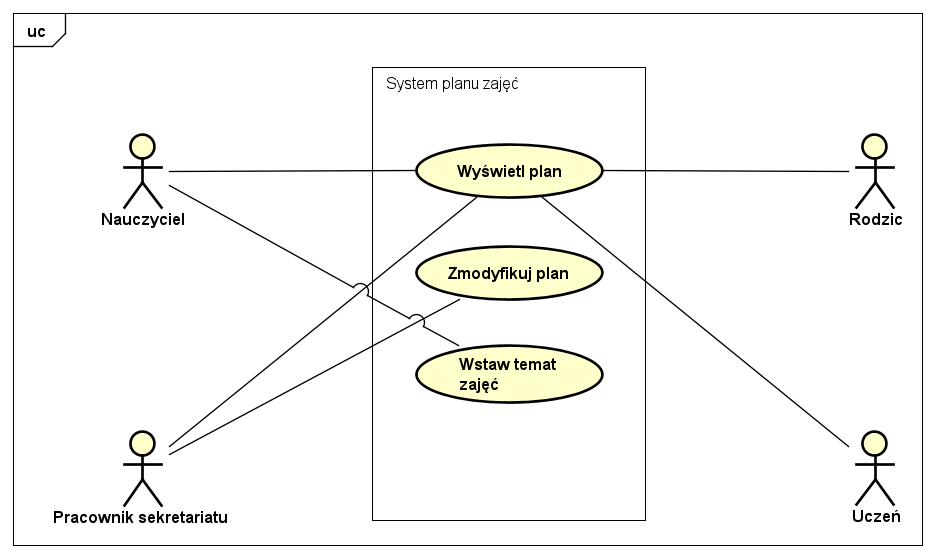 uc
System planu zajęć
Wyświetl plan
Nauczyciel
Rodzic
Zmodyfikuj plan
Wstaw temat
zajęć
Pracownik sekretariatu
Uczeń